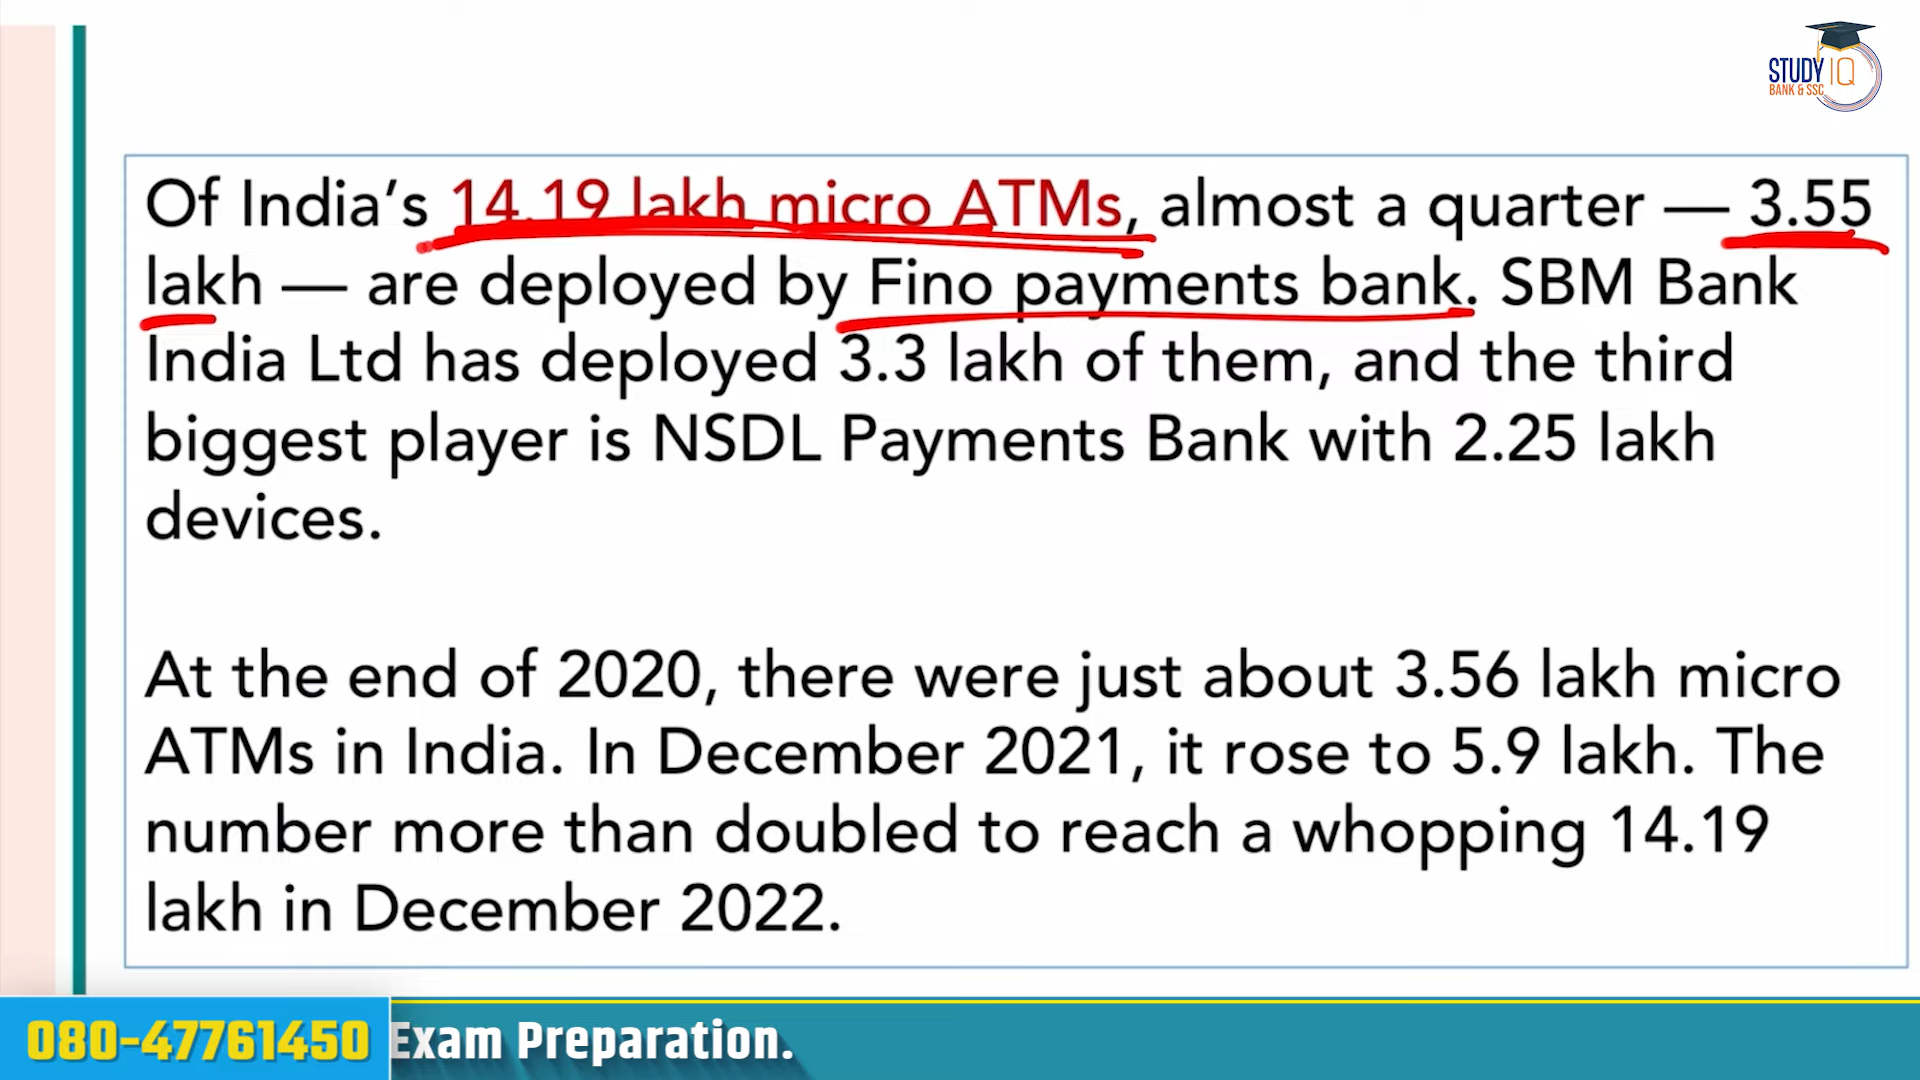 STUDY IQ
BANK & SSC
Of India’s 14.19 lakh micro ATMs, almost a quarter — 3.55
lakh — are deployed by Fino payments bank. SBM Bank
India Ltd has deployed 3.3 lakh of them, and the third
biggest player is NSDL Payments Bank with 2.25 lakh
devices.
At the end of 2020, there were just about 3.56 lakh micro
ATMs in India. In December 2021, it rose to 5.9 lakh. The
number more than doubled to reach a whopping 14.19
lakh in December 2022.
080-47761450 Exam Preparation.